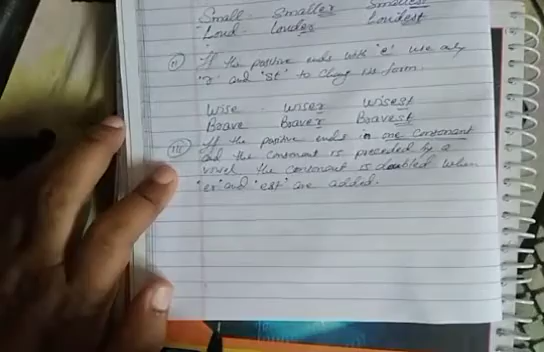 Small. Smaller Smallest
Loud. Louder Loudest
(ii) If the positive ends with "e" use only
"r" and "st" to change its form.
Wise . wiser wisest
Brave Braver Bravest
(iii) If the positive ends in one consonant
and the consonant is preceded by a
vowel the consonant is doubled when
"er" and "est" are added.